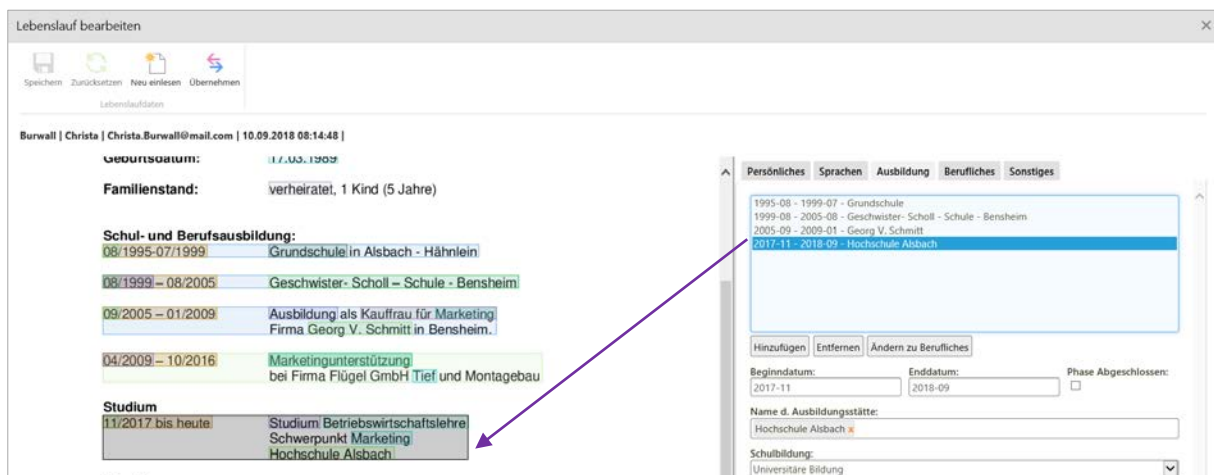 Lebenslauf bearbeiten
Speichern Zurücksetzen Neu einlesen Übernehmen
Lebenslaufdaten
Burwall | Christa | Christa.Burwall@mail.com | 10.09.2018 08:14:48 |
Geburtsdatum: 17.03.1989
Familienstand: verheiratet, 1 Kind (5 Jahre)
Schul- und Berufsausbildung:
08/1995-07/1999 Grundschule in Alsbach - Hähnlein
08/1999 – 08/2005 Geschwister- Scholl – Schule - Bensheim
09/2005 – 01/2009 Ausbildung als Kauffrau für Marketing
Firma Georg V. Schmitt in Bensheim.
04/2009 – 10/2016 Marketingunterstützung
bei Firma Flügel GmbH Tief und Montagebau
Studium
11/2017 bis heute Studium Betriebswirtschaftslehre
Schwerpunkt Marketing
Hochschule Alsbach
Persönliches Sprachen Ausbildung Berufliches Sonstiges
1995-08 - 1999-07 - Grundschule
1999-08 - 2005-08 - Geschwister- Scholl - Schule - Bensheim
2005-09 - 2009-01 - Georg V. Schmitt
2017-11 - 2018-09 - Hochschule Alsbach
Hinzufügen Entfernen Ändern zu Berufliches
Beginndatum: Enddatum: Phase Abgeschlossen:
2017-11 2018-09
Name d. Ausbildungsstätte:
Hochschule Alsbach x
Schulbildung:
Universitäre Bildung